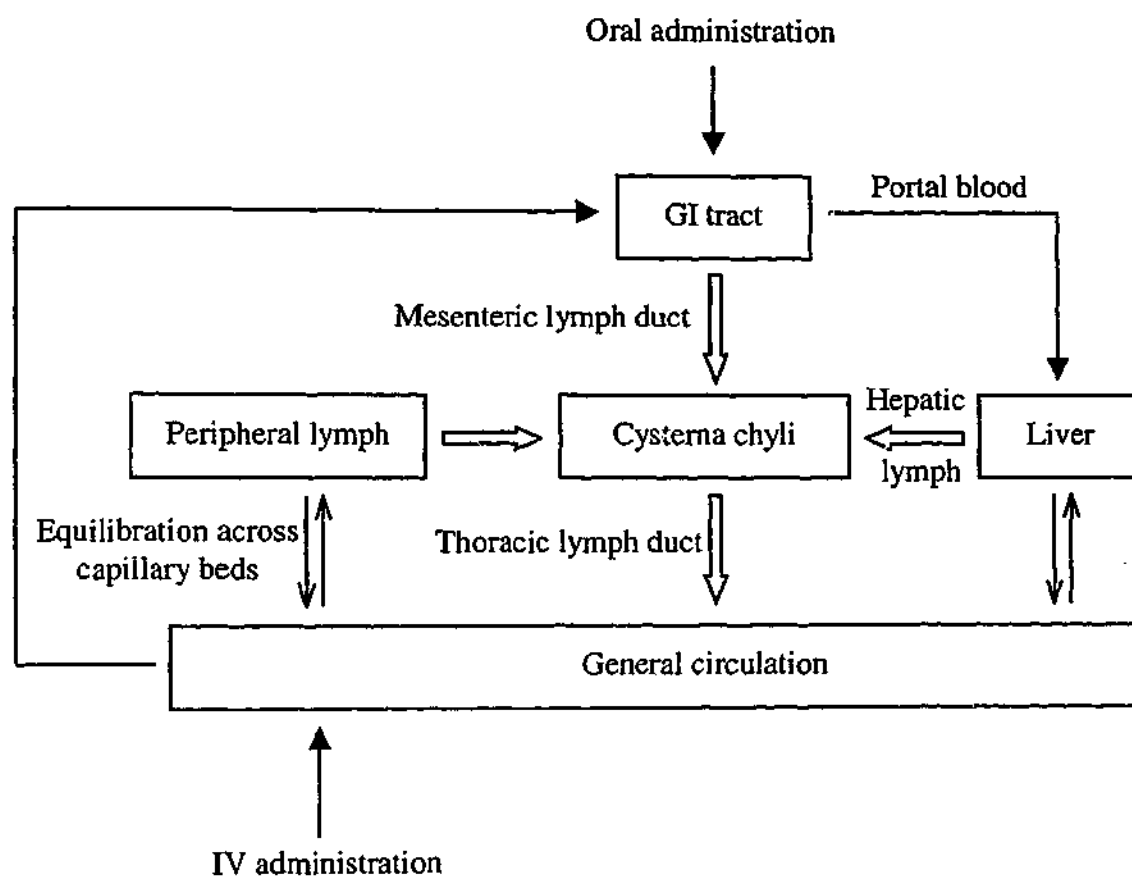 Oral administration
Portal blood
GI tract
Mesenteric lymph duct
Hepatic
Peripheral lymph
Cysterna chyli
Liver
lymph
Equilibration across
capillary beds
Thoracic lymph duct
General circulation
IV administration